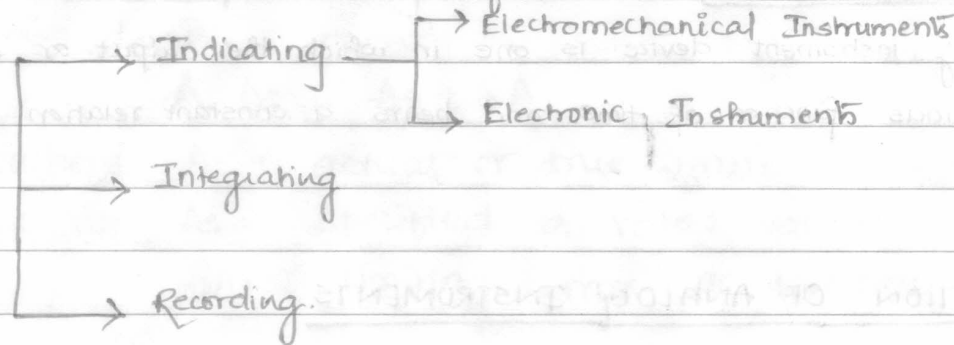 Electromechanical Instruments
Indicating
Electronic Instruments
Integrating
Recording.